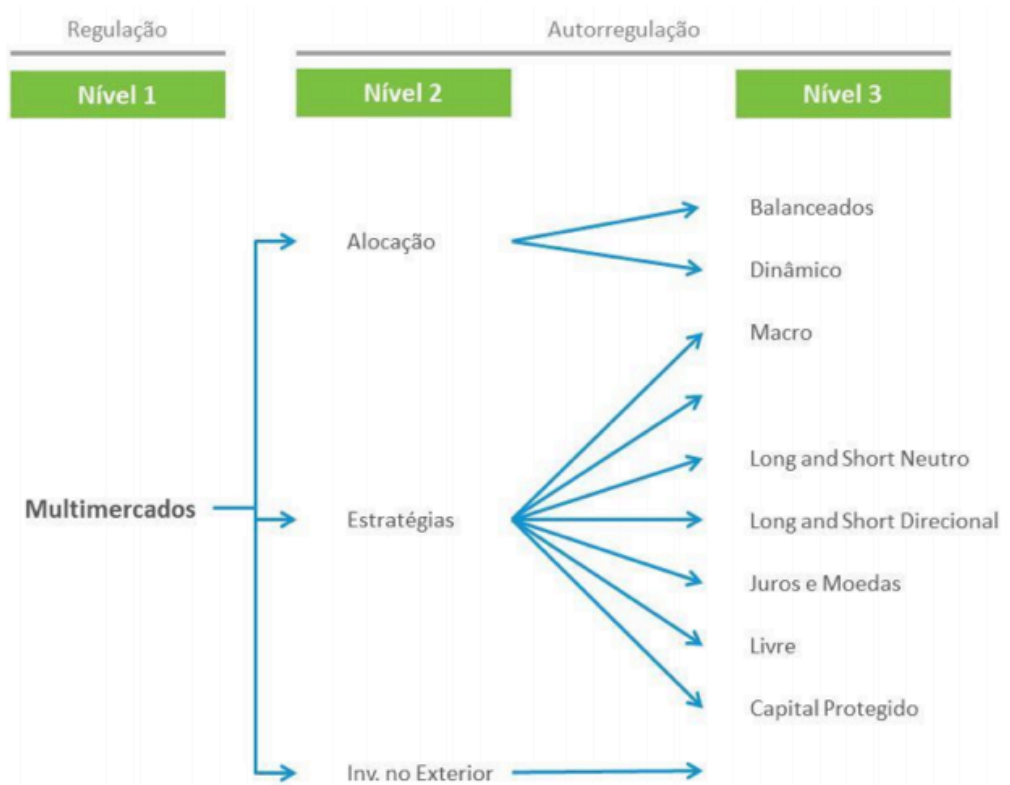 Regulação
Autorregulação
Nível 1
Nível 2
Nível 3
Balanceados
Alocação
Dinâmico
Macro
Long and Short Neutro
Multimercados
Estratégias
Long and Short Direcional
Juros e Moedas
Livre
Capital Protegido
Inv. no Exterior